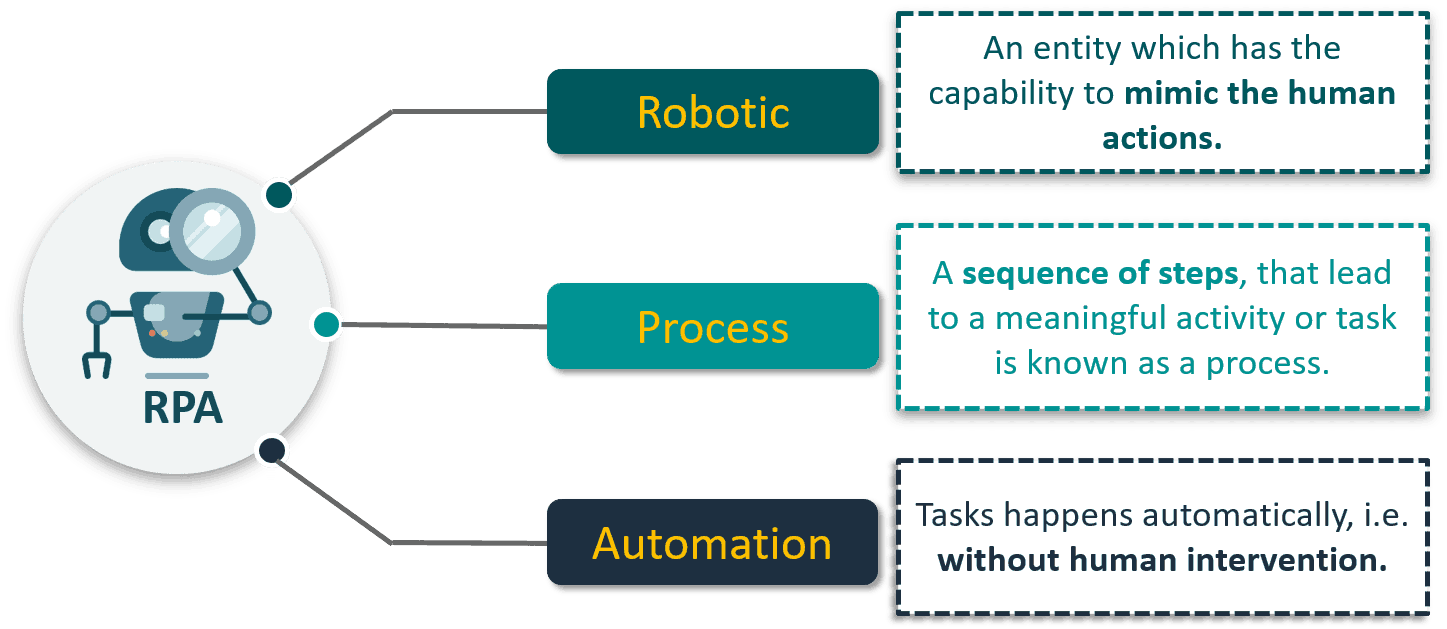 RPA
Robotic
An entity which has the
capability to mimic the human
actions.
Process
A sequence of steps, that lead
to a meaningful activity or task
is known as a process.
Automation
Tasks happens automatically, i.e.
without human intervention.